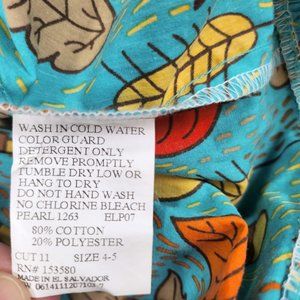 WASH IN COLD WATER
COLOR GUARD
DETERGENT ONLY
REMOVE PROMPTLY
TUMBLE DRY LOW OR
HANG TO DRY
DO NOT HAND WASH
NO CHLORINE BLEACH
PEARL 1263 ELP07
80% COTTON
20% POLYESTER
CUT 11 SIZE 4-5
RN# 153580
MADE IN EL SALVADOR